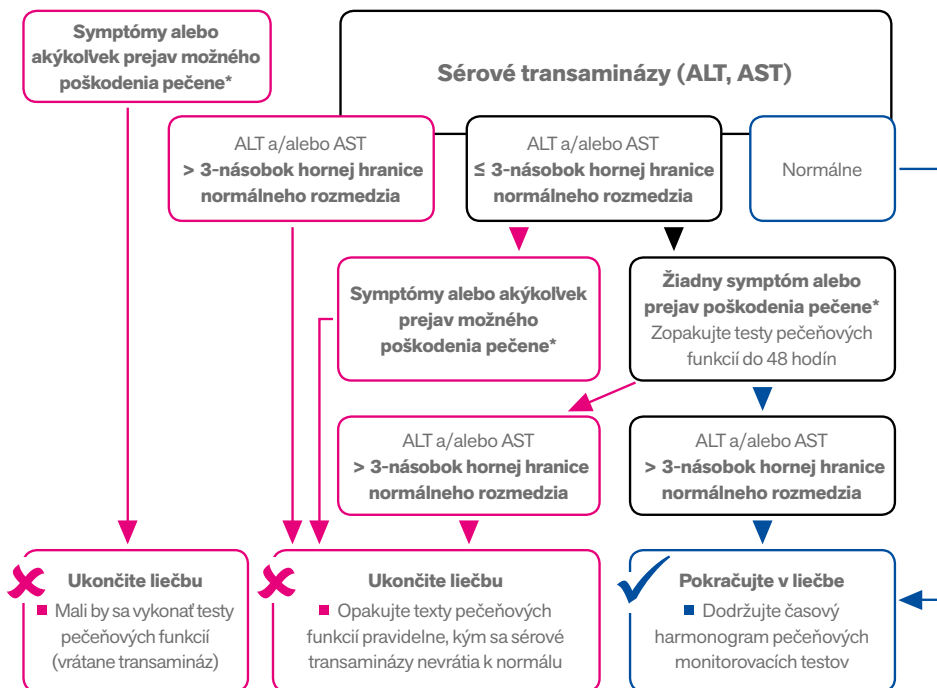 Symptómy alebo
akýkoľvek prejav možného
poškodenia pečene*
Sérové transaminázy (ALT, AST)
ALT a/alebo AST
> 3-násobok hornej hranice
normálneho rozmedzia
ALT a/alebo AST
≤ 3-násobok hornej hranice
normálneho rozmedzia
Normálne
Symptómy alebo akýkoľvek
prejav možného
poškodenia pečene*
Žiadny symptóm alebo
prejav poškodenia pečene*
Zopakujte testy pečeňových
funkcií do 48 hodín
ALT a/alebo AST
> 3-násobok hornej hranice
normálneho rozmedzia
ALT a/alebo AST
> 3-násobok hornej hranice
normálneho rozmedzia
Ukončite liečbu
Mali by sa vykonať testy
pečeňových funkcií
(vrátane transamináz)
Ukončite liečbu
Opakujte texty pečeňových
funkcií pravidelne, kým sa sérové
transaminázy nevrátia k normálu
Pokračujte v liečbe
Dodržujte časový
harmonogram pečeňových
monitorovacích testov